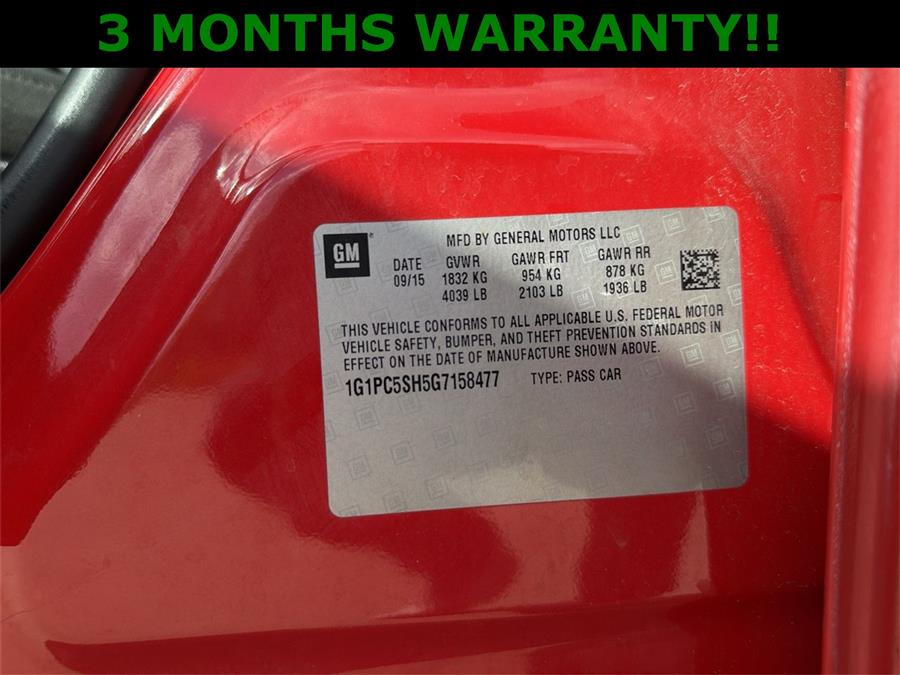 3 MONTHS WARRANTY!!
GM
®
MFD BY GENERAL MOTORS LLC
DATE GVWR GAWR FRT GAWR RR
09/15 1832 KG 954 KG 878 KG
4039 LB 2103 LB 1936 LB
THIS VEHICLE CONFORMS TO ALL APPLICABLE U.S. FEDERAL MOTOR
VEHICLE SAFETY, BUMPER, AND THEFT PREVENTION STANDARDS IN
EFFECT ON THE DATE OF MANUFACTURE SHOWN ABOVE.
1G1PC5SH5G7158477 TYPE: PASS CAR